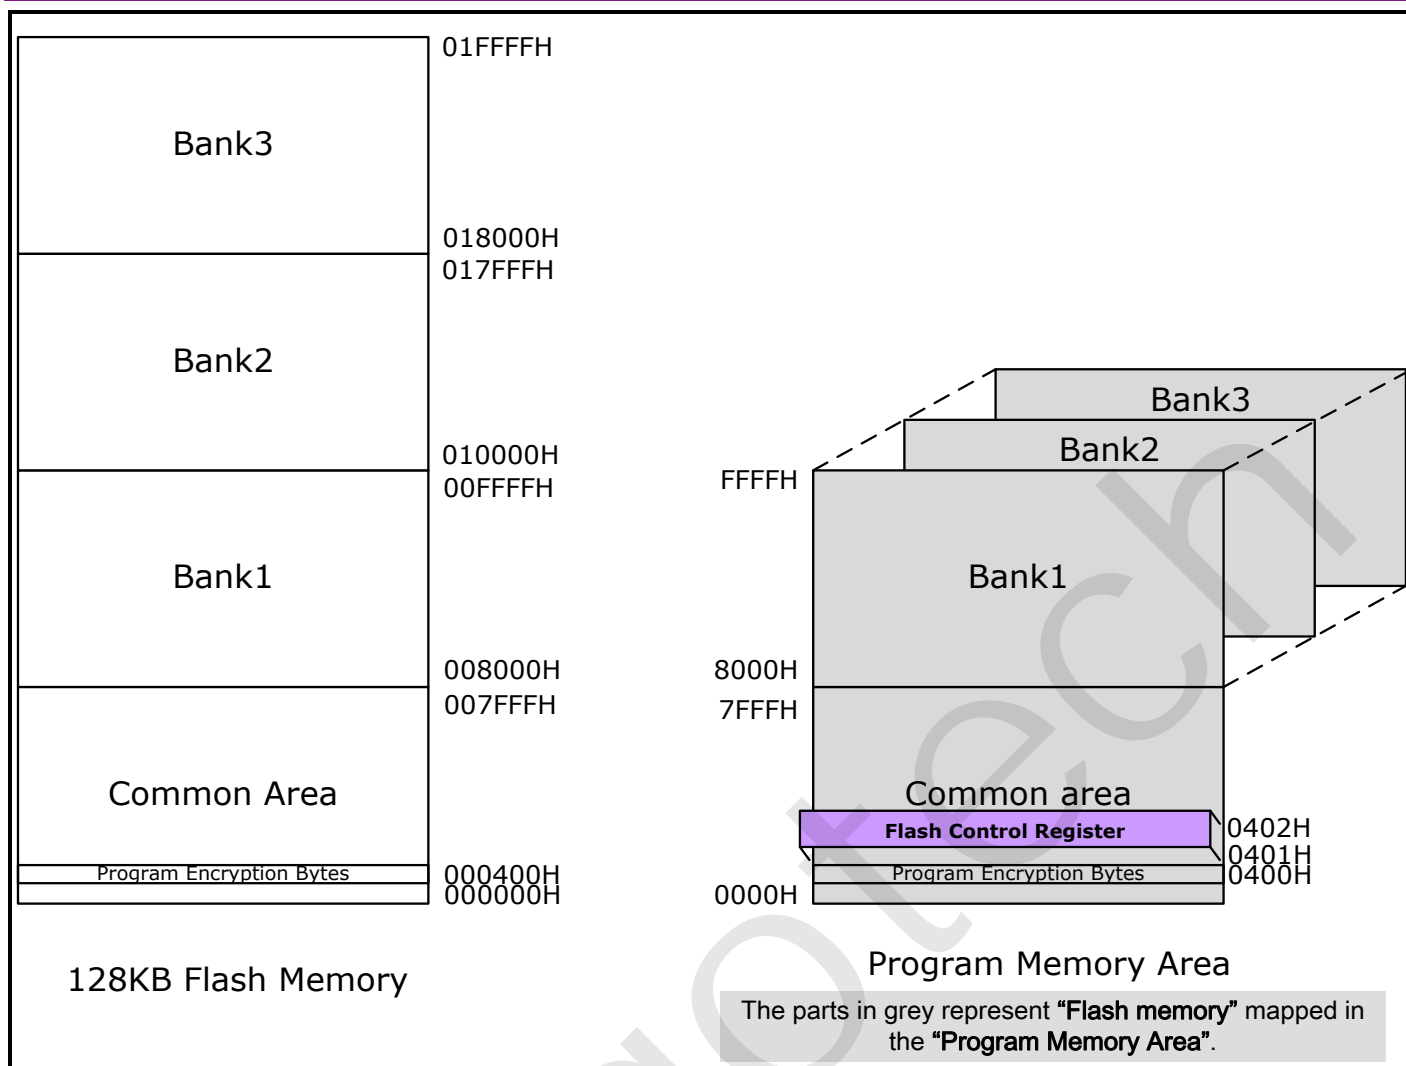 01FFFFH
Bank3
018000H
017FFFH
Bank2
010000H
00FFFFH
Bank1
008000H
007FFFH
Common Area
Program Encryption Bytes
000400H
000000H
128KB Flash Memory
Bank3
Bank2
FFFFH
Bank1
8000H
7FFFH
Common area
Flash Control Register
0402H
0401H
Program Encryption Bytes
0400H
0000H
Program Memory Area
The parts in grey represent “Flash memory” mapped in
the “Program Memory Area”.